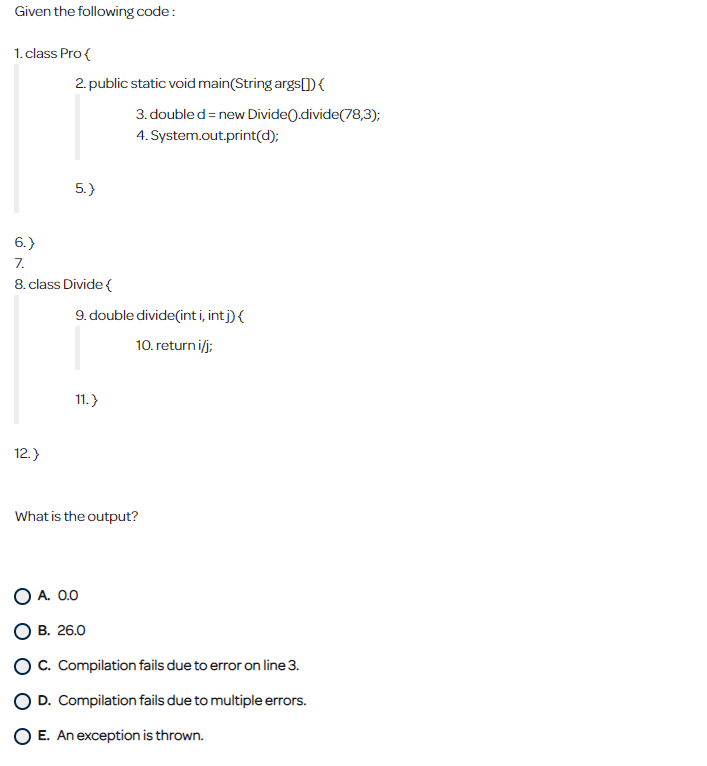 Given the following code :
1. class Pro {
2. public static void main(String args[]) {
3. double d = new Divide().divide(78,3);
4. System.out.print(d);
5. }
6. }
7.
8. class Divide {
9. double divide(int i, int j) {
10. return i/j;
11. }
12. }
What is the output?
A. 0.0
B. 26.0
C. Compilation fails due to error on line 3.
D. Compilation fails due to multiple errors.
E. An exception is thrown.